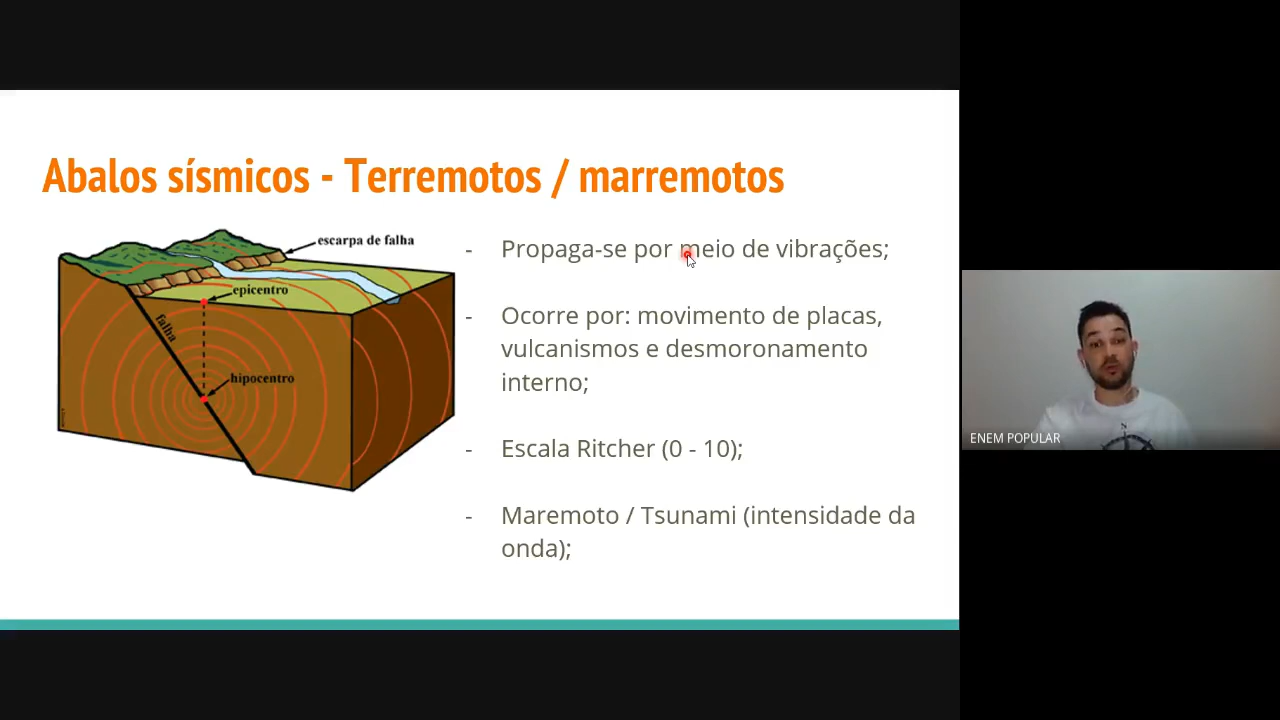 Abalos sísmicos - Terremotos / marremotos
escarpa de falha
epicentro
falha
hipocentro
- Propaga-se por meio de vibrações;
- Ocorre por: movimento de placas,
vulcanismos e desmoronamento
interno;
- Escala Ritcher (0 - 10);
- Maremoto / Tsunami (intensidade da
onda);
N
ENEM POPULAR